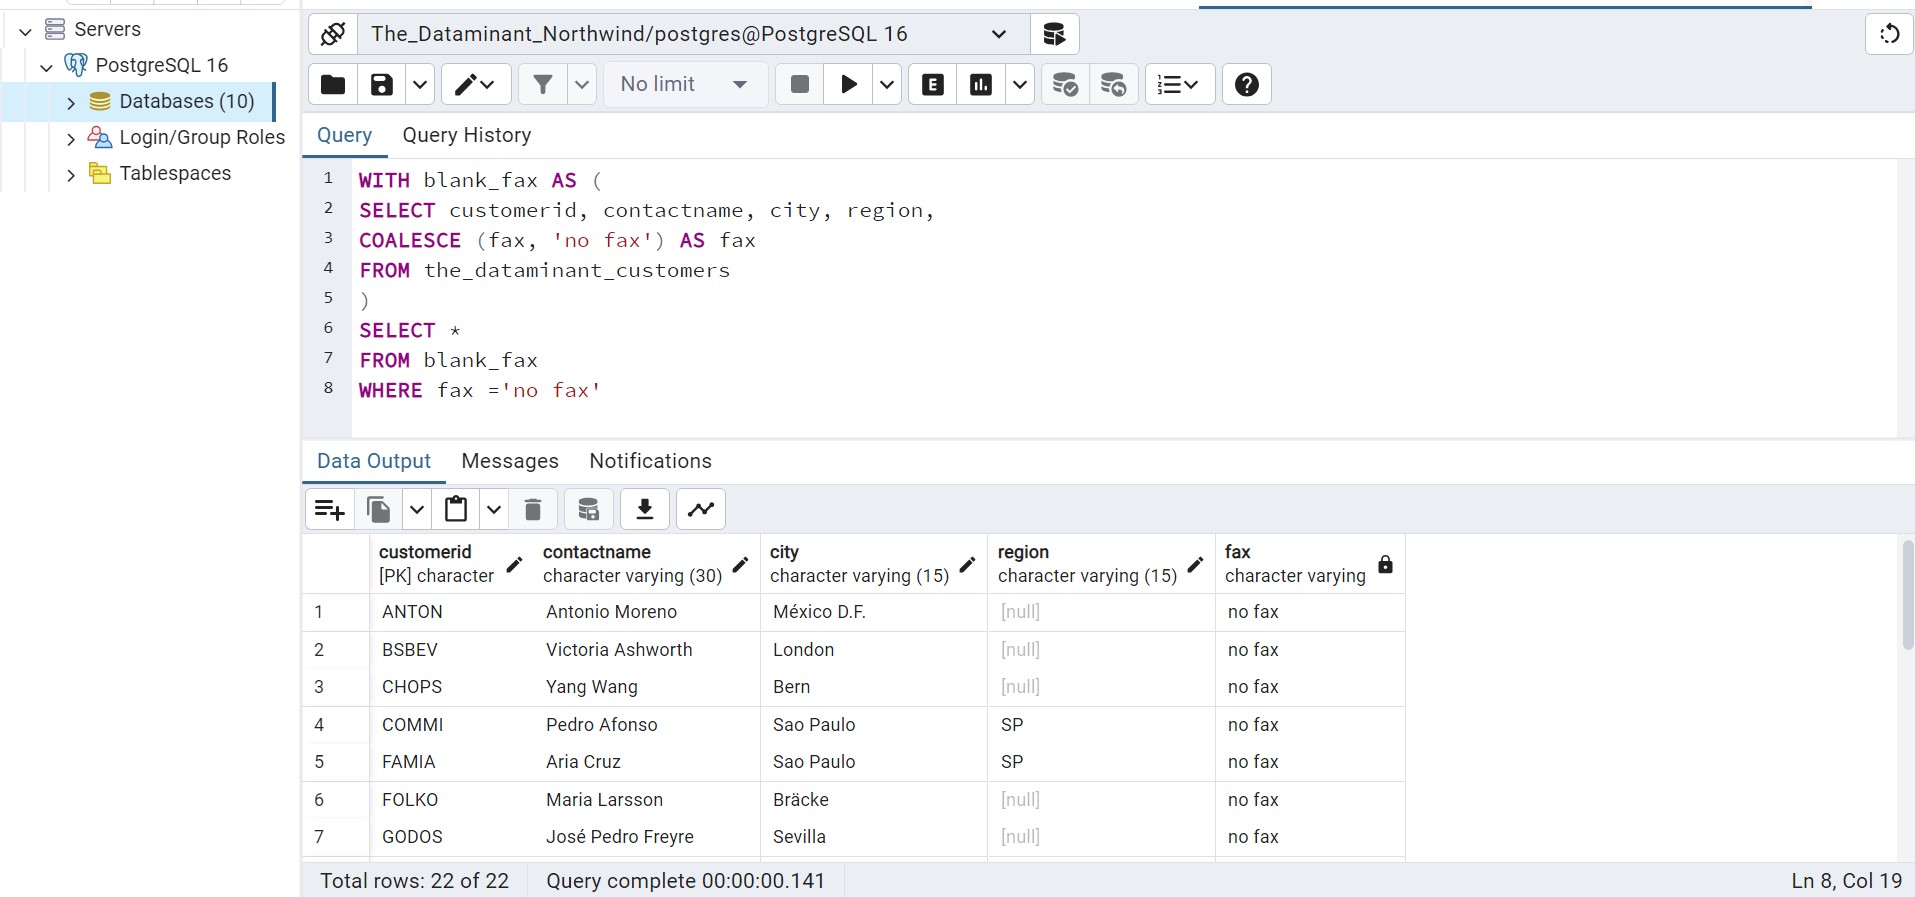 Servers
PostgreSQL 16
Databases (10)
Login/Group Roles
Tablespaces
The_Dataminant_Northwind/postgres@PostgreSQL 16
No limit
E
Query Query History
1 WITH blank_fax AS (
2 SELECT customerid, contactname, city, region,
3 COALESCE (fax, 'no fax') AS fax
4 FROM the_dataminant_customers
5 )
6 SELECT *
7 FROM blank_fax
8 WHERE fax ='no fax'
Data Output Messages Notifications
customerid contactname city region fax
[PK] character character varying (30) character varying (15) character varying (15) character varying
1 ANTON Antonio Moreno México D.F. [null] no fax
2 BSBEV Victoria Ashworth London [null] no fax
3 CHOPS Yang Wang Bern [null] no fax
4 COMMI Pedro Afonso Sao Paulo SP no fax
5 FAMIA Aria Cruz Sao Paulo SP no fax
6 FOLKO Maria Larsson Bräcke [null] no fax
7 GODOS José Pedro Freyre Sevilla [null] no fax
Total rows: 22 of 22 Query complete 00:00:00.141 Ln 8, Col 19